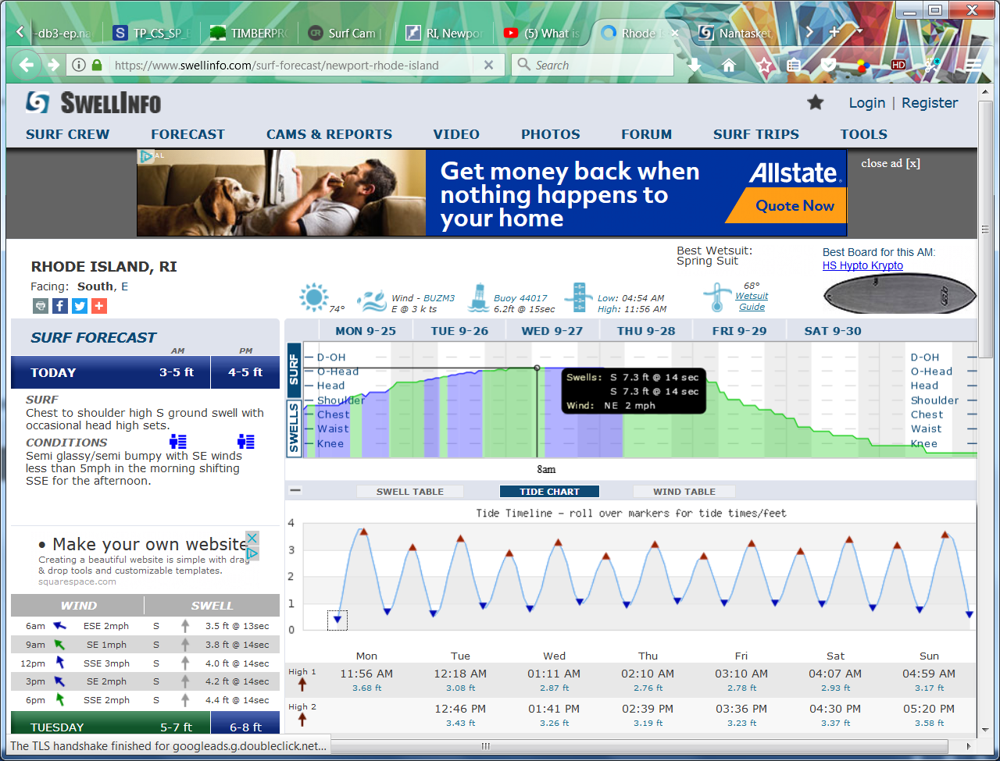 -db3-ep.na
TP_CS_SP_E
TIMBERPRO
Surf Cam |
RI, Newpor
(5) What is
Rhode I
Nantasket
https://www.swellinfo.com/surf-forecast/newport-rhode-island
Search
HD
SWELLINFO
Login | Register
SURF CREW FORECAST CAMS & REPORTS VIDEO PHOTOS FORUM SURF TRIPS TOOLS
Get money back when
nothing happens to
your home
Allstate
Quote Now
close ad [x]
RHODE ISLAND, RI
Facing: South, E
74°
Wind - BUZM3
E @ 3 k ts
Buoy 44017
6.2ft @ 15sec
Low: 04:54 AM
High: 11:56 AM
Best Wetsuit:
Spring Suit
68°
Wetsuit
Guide
Best Board for this AM:
HS Hypto Krypto
SURF FORECAST
AM PM
TODAY 3-5 ft 4-5 ft
SURF
Chest to shoulder high S ground swell with
occasional head high sets.
CONDITIONS
Semi glassy/semi bumpy with SE winds
less than 5mph in the morning shifting
SSE for the afternoon.
Make your own website
Creating a beautiful website is simple with drag
& drop tools and customizable templates.
squarespace.com
WIND SWELL
6am ESE 2mph S 3.5 ft @ 13sec
9am SE 1mph S 3.8 ft @ 14sec
12pm SSE 3mph S 4.0 ft @ 14sec
3pm SE 2mph S 4.2 ft @ 14sec
6pm SSE 2mph S 4.4 ft @ 14sec
TUESDAY 5-7 ft 6-8 ft
MON 9-25 TUE 9-26 WED 9-27 THU 9-28 FRI 9-29 SAT 9-30
SURF
SWELLS
D-OH D-OH
O-Head O-Head
Head Head
Shoulder Shoulder
Chest Chest
Waist Waist
Knee Knee
Swells: S 7.3 ft @ 14 sec
S 7.3 ft @ 14 sec
Wind: NE 2 mph
8am
SWELL TABLE TIDE CHART WIND TABLE
Tide Timeline - roll over markers for tide times/feet
4
3
2
1
0
Mon Tue Wed Thu Fri Sat Sun
High 1 11:56 AM 12:18 AM 01:11 AM 02:10 AM 03:10 AM 04:07 AM 04:59 AM
3.68 ft 3.08 ft 2.87 ft 2.76 ft 2.78 ft 2.93 ft 3.17 ft
High 2 12:46 PM 01:41 PM 02:39 PM 03:36 PM 04:30 PM 05:20 PM
3.43 ft 3.26 ft 3.19 ft 3.23 ft 3.37 ft 3.58 ft
The TLS handshake finished for googleads.g.doubleclick.net...